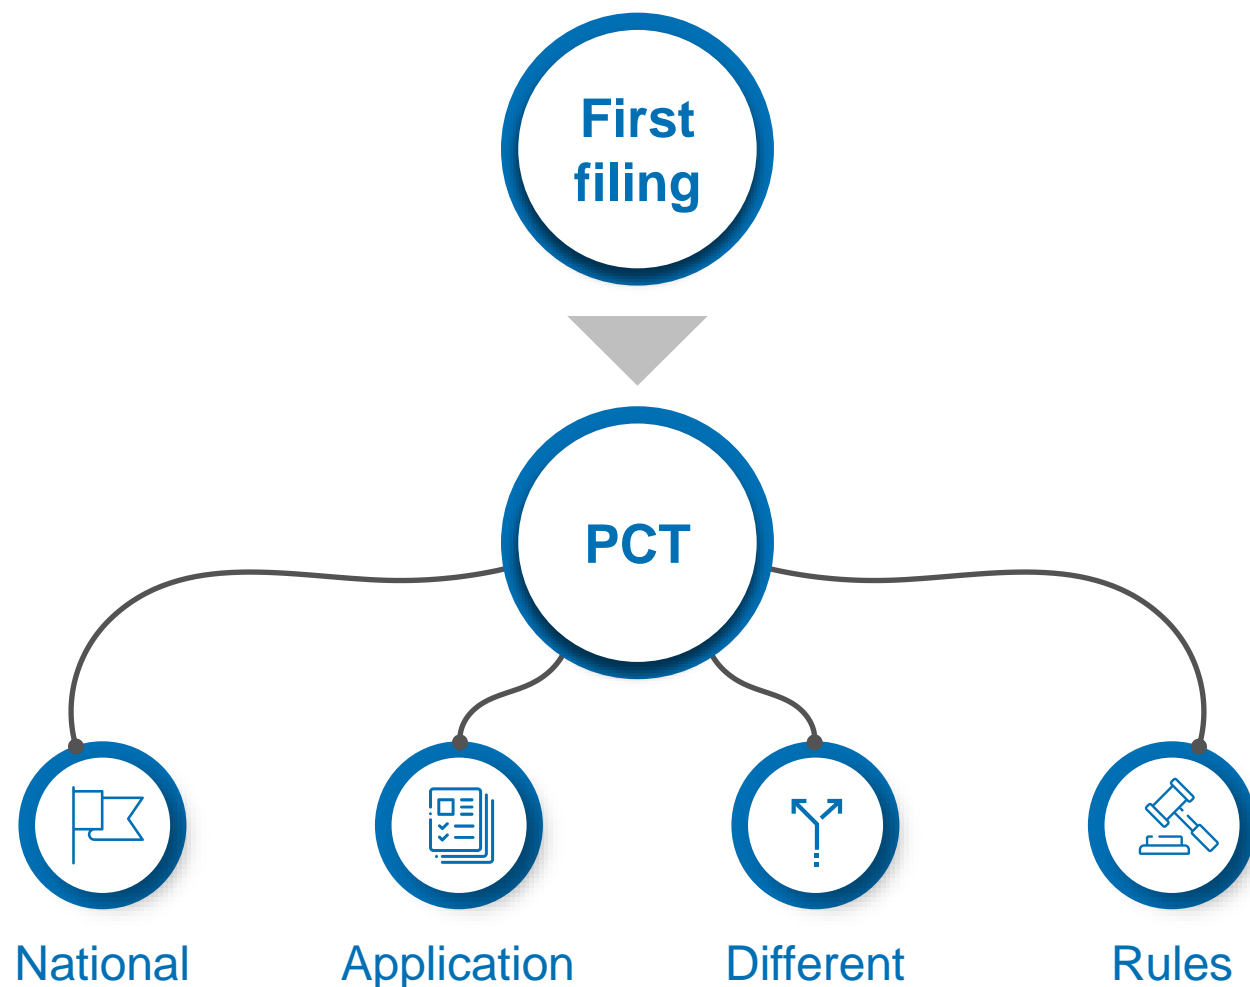 First
filing
PCT
National
Application
Different
Rules